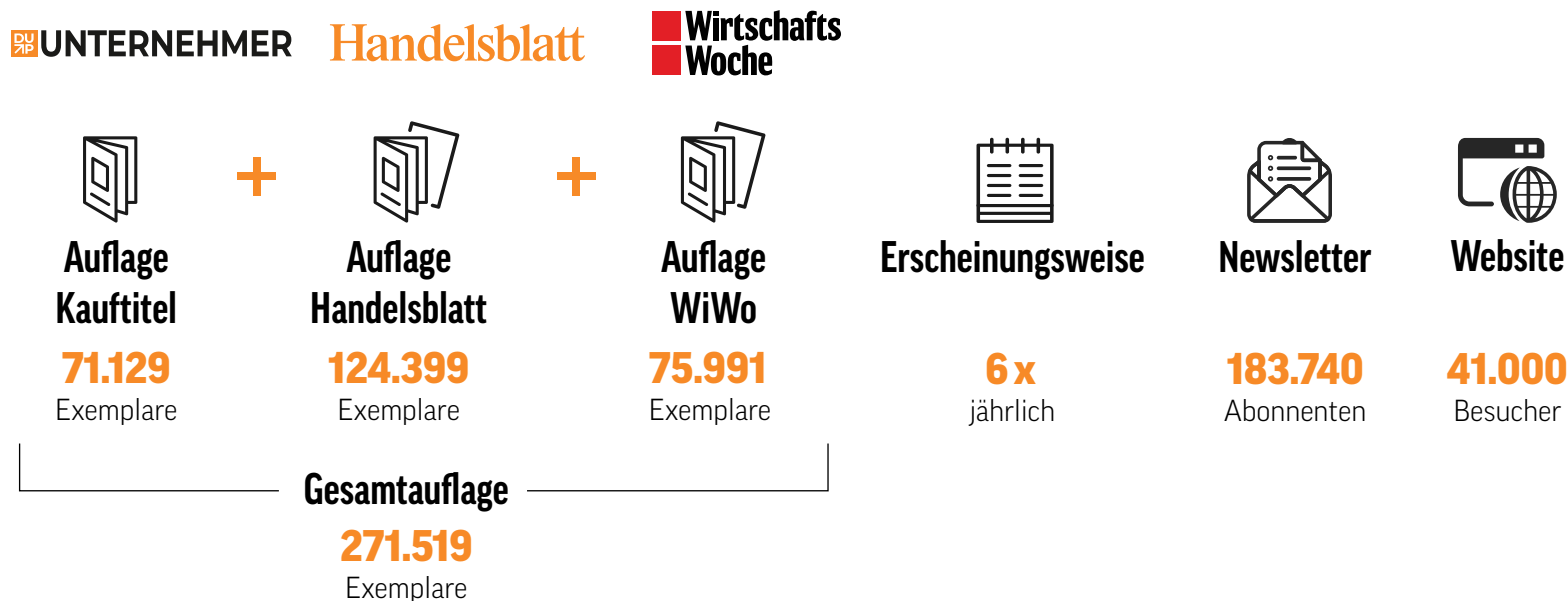 DUP UNTERNEHMER
Handelsblatt
Wirtschafts
Woche
Auflage
Kauftitel
71.129
Exemplare
+
Auflage
Handelsblatt
124.399
Exemplare
+
Auflage
WiWo
75.991
Exemplare
Erscheinungsweise
6 x
jährlich
Newsletter
183.740
Abonnenten
Website
41.000
Besucher
Gesamtauflage
271.519
Exemplare